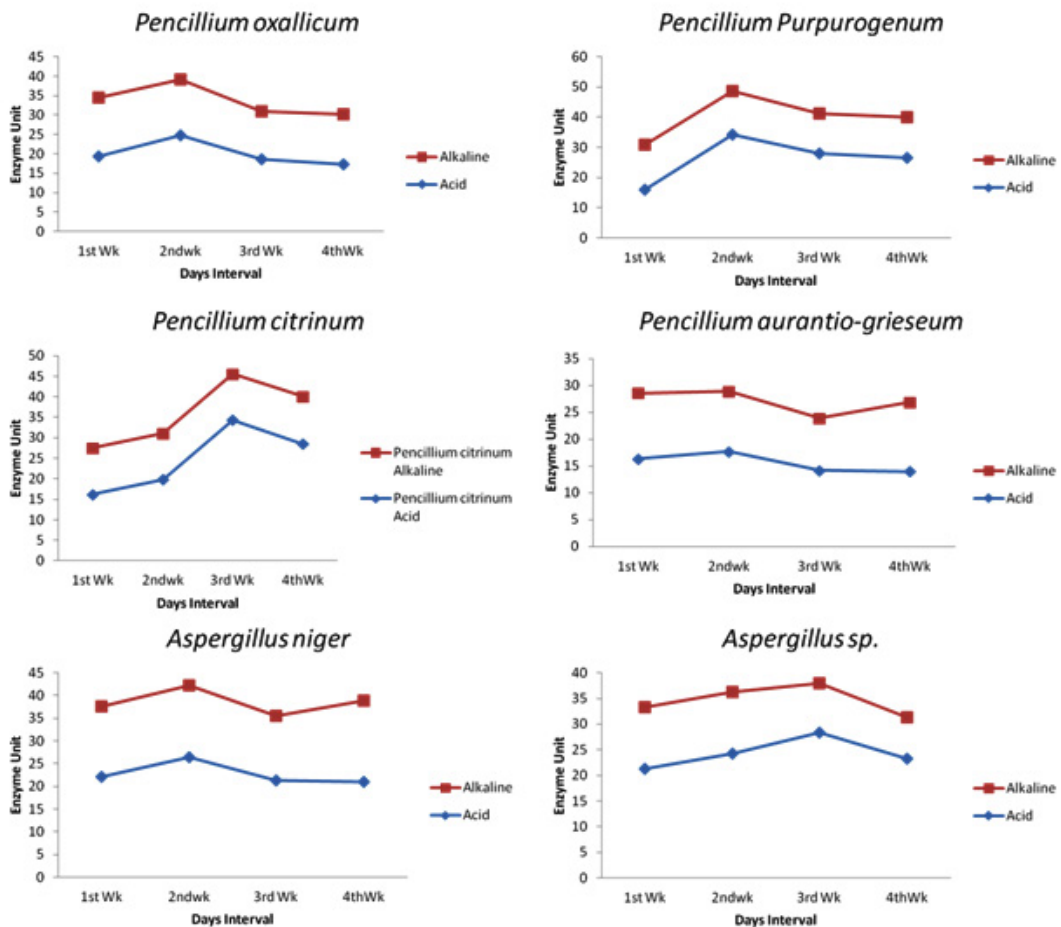 Pencillium oxallicum
45
40
35
30
25
20
15
10
5
0
Enzyme Unit
1st Wk 2ndwk 3rd Wk 4thWk
Days Interval
Alkaline
Acid
Pencillium Purpurogenum
60
50
40
30
20
10
0
Enzyme Unit
1st Wk 2ndwk 3rd Wk 4thWk
Days Interval
Alkaline
Acid
Pencillium citrinum
50
45
40
35
30
25
20
15
10
5
0
Enzyme Unit
1st Wk 2ndwk 3rd Wk 4thWk
Days Interval
Pencillium citrinum
Alkaline
Pencillium citrinum
Acid
Pencillium aurantio-grieseum
35
30
25
20
15
10
5
0
Enzyme Unit
1st Wk 2ndwk 3rd Wk 4thWk
Days Interval
Alkaline
Acid
Aspergillus niger
45
40
35
30
25
20
15
10
5
0
Enzyme Unit
1st Wk 2ndwk 3rd Wk 4thWk
Days Interval
Alkaline
Acid
Aspergillus sp.
40
35
30
25
20
15
10
5
0
Enzyme Unit
1st Wk 2ndwk 3rd Wk 4thWk
Days Interval
Alkaline
Acid